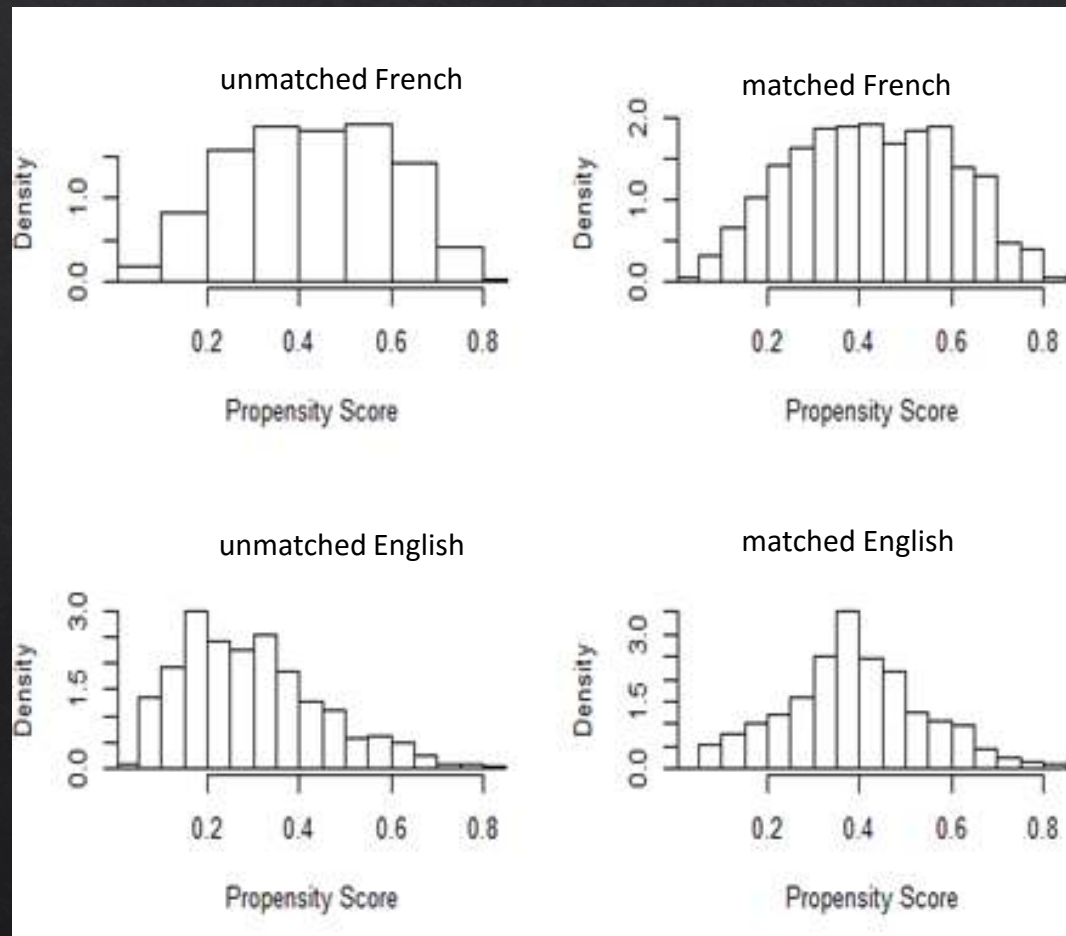 unmatched French
Density
0.0 1.0
0.2 0.4 0.6 0.8
Propensity Score
matched French
Density
0.0 1.0 2.0
0.2 0.4 0.6 0.8
Propensity Score
unmatched English
Density
0.0 1.5 3.0
0.2 0.4 0.6 0.8
Propensity Score
matched English
Density
0.0 1.5 3.0
0.2 0.4 0.6 0.8
Propensity Score